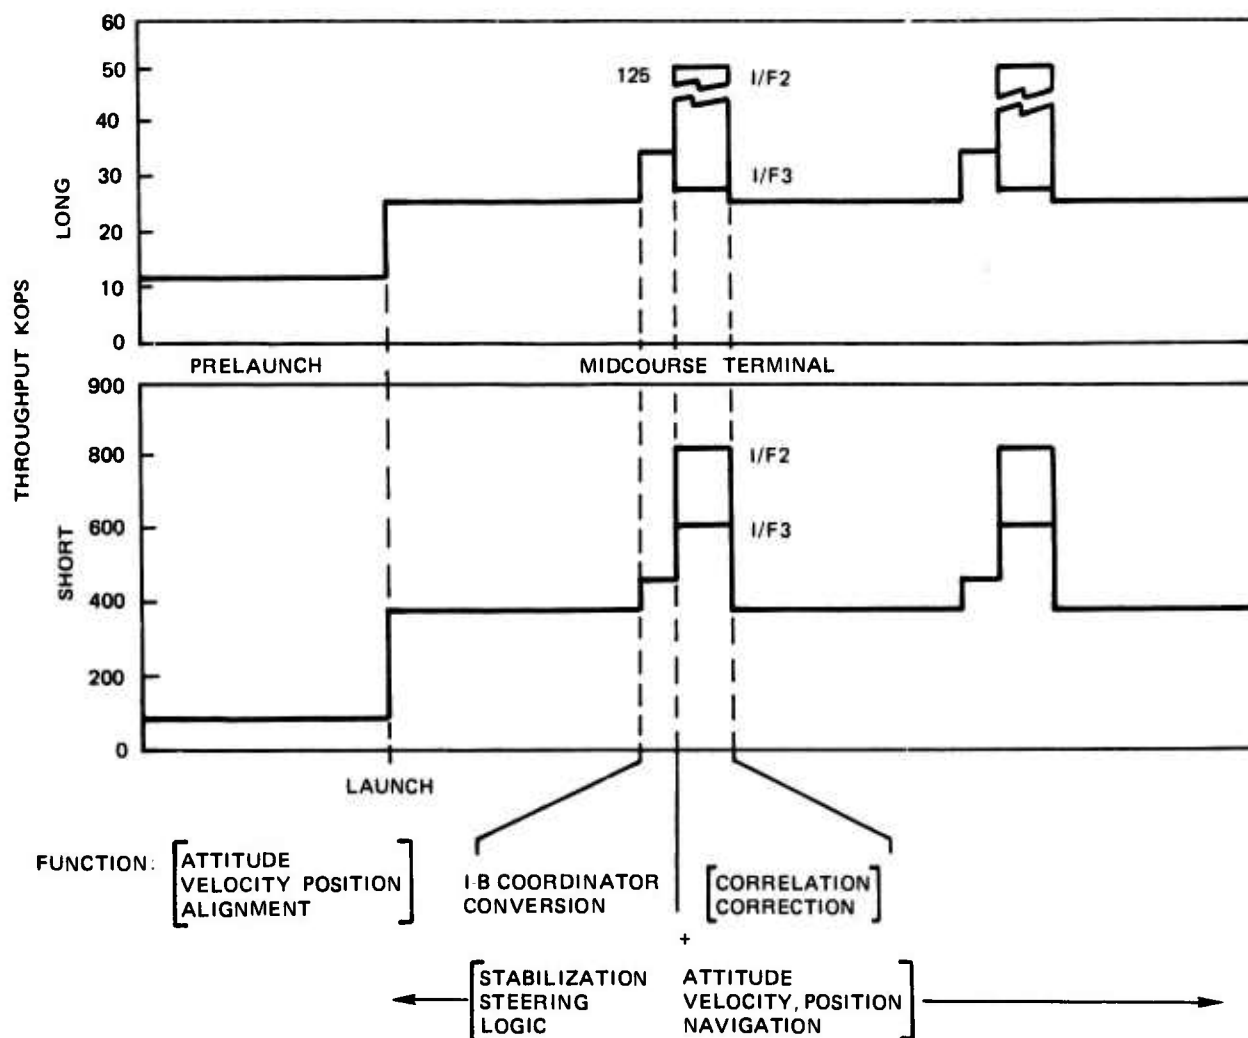 THROUGHPUT KOPS
LONG
60
50
40
30
20
10
0
125
I/F2
I/F3
PRELAUNCH
MIDCOURSE TERMINAL
SHORT
900
800
600
400
200
0
I/F2
I/F3
LAUNCH
FUNCTION:
ATTITUDE
VELOCITY POSITION
ALIGNMENT
I-B COORDINATOR
CONVERSION
CORRELATION
CORRECTION
+
STABILIZATION
STEERING
LOGIC
ATTITUDE
VELOCITY, POSITION
NAVIGATION